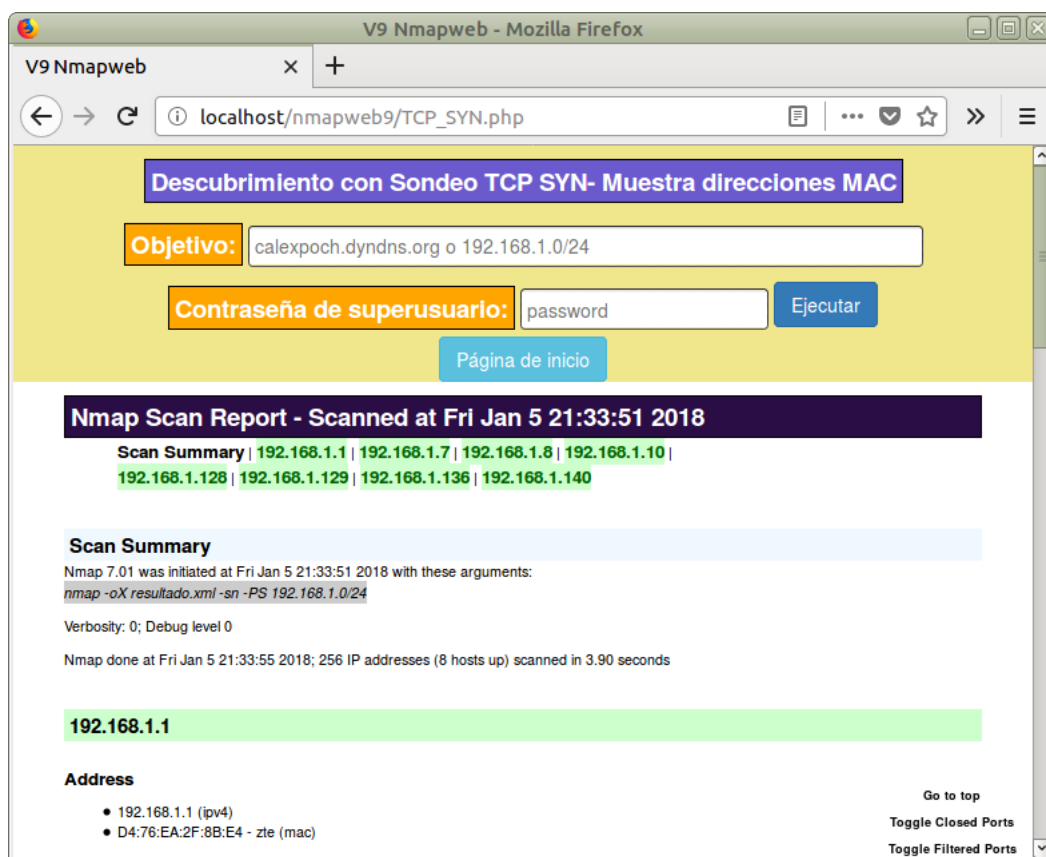 V9 Nmapweb - Mozilla Firefox
V9 Nmapweb
localhost/nmapweb9/TCP_SYN.php
Descubrimiento con Sondeo TCP SYN- Muestra direcciones MAC
Objetivo: calexpoch.dyndns.org o 192.168.1.0/24
Contraseña de superusuario: password Ejecutar
Página de inicio
Nmap Scan Report - Scanned at Fri Jan 5 21:33:51 2018
Scan Summary | 192.168.1.1 | 192.168.1.7 | 192.168.1.8 | 192.168.1.10 |
192.168.1.128 | 192.168.1.129 | 192.168.1.136 | 192.168.1.140
Scan Summary
Nmap 7.01 was initiated at Fri Jan 5 21:33:51 2018 with these arguments:
nmap -oX resultado.xml -sn -PS 192.168.1.0/24
Verbosity: 0; Debug level 0
Nmap done at Fri Jan 5 21:33:55 2018; 256 IP addresses (8 hosts up) scanned in 3.90 seconds
192.168.1.1
Address
192.168.1.1 (ipv4)
D4:76:EA:2F:8B:E4 - zte (mac)
Go to top
Toggle Closed Ports
Toggle Filtered Ports